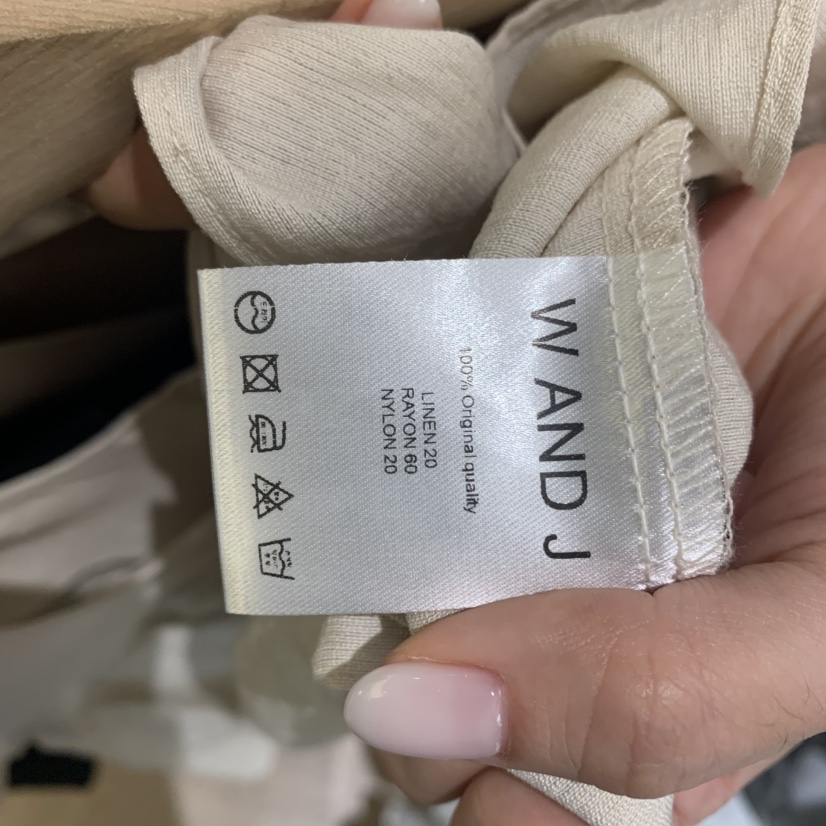 W AND J
100% Original quality
LINEN 20
RAYON 60
NYLON 20